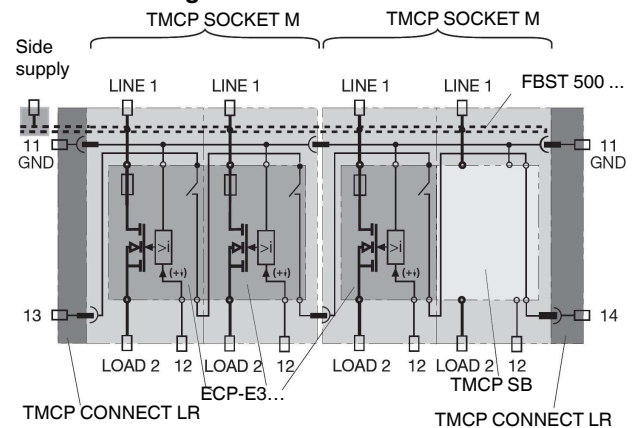 TMCP SOCKET M TMCP SOCKET M
Side
supply
LINE 1 LINE 1 LINE 1 LINE 1 FBST 500 ...
11 11
GND GND
>i >i >i
(+i) (+i) (+i)
13 14
LOAD 2 12 LOAD 2 12 LOAD 2 12 LOAD 2 12
ECP-E3... TMCP SB
TMCP CONNECT LR TMCP CONNECT LR